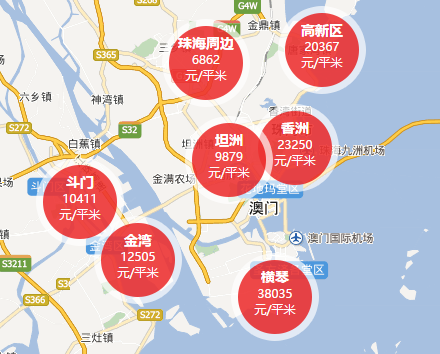 G4W
金鼎镇
高新区
20367
元/平米
珠海周边
6862
元/平米
S365
六乡镇
神湾镇
S272
S32
白蕉镇
坦洲
9879
元/平米
香洲
23250
元/平米
九洲机场
金满农场
斗门
10411
元/平米
澳门
金湾
12505
元/平米
澳门国际机场
横琴
38035
元/平米
S3211
S366
S272
三灶镇
S365